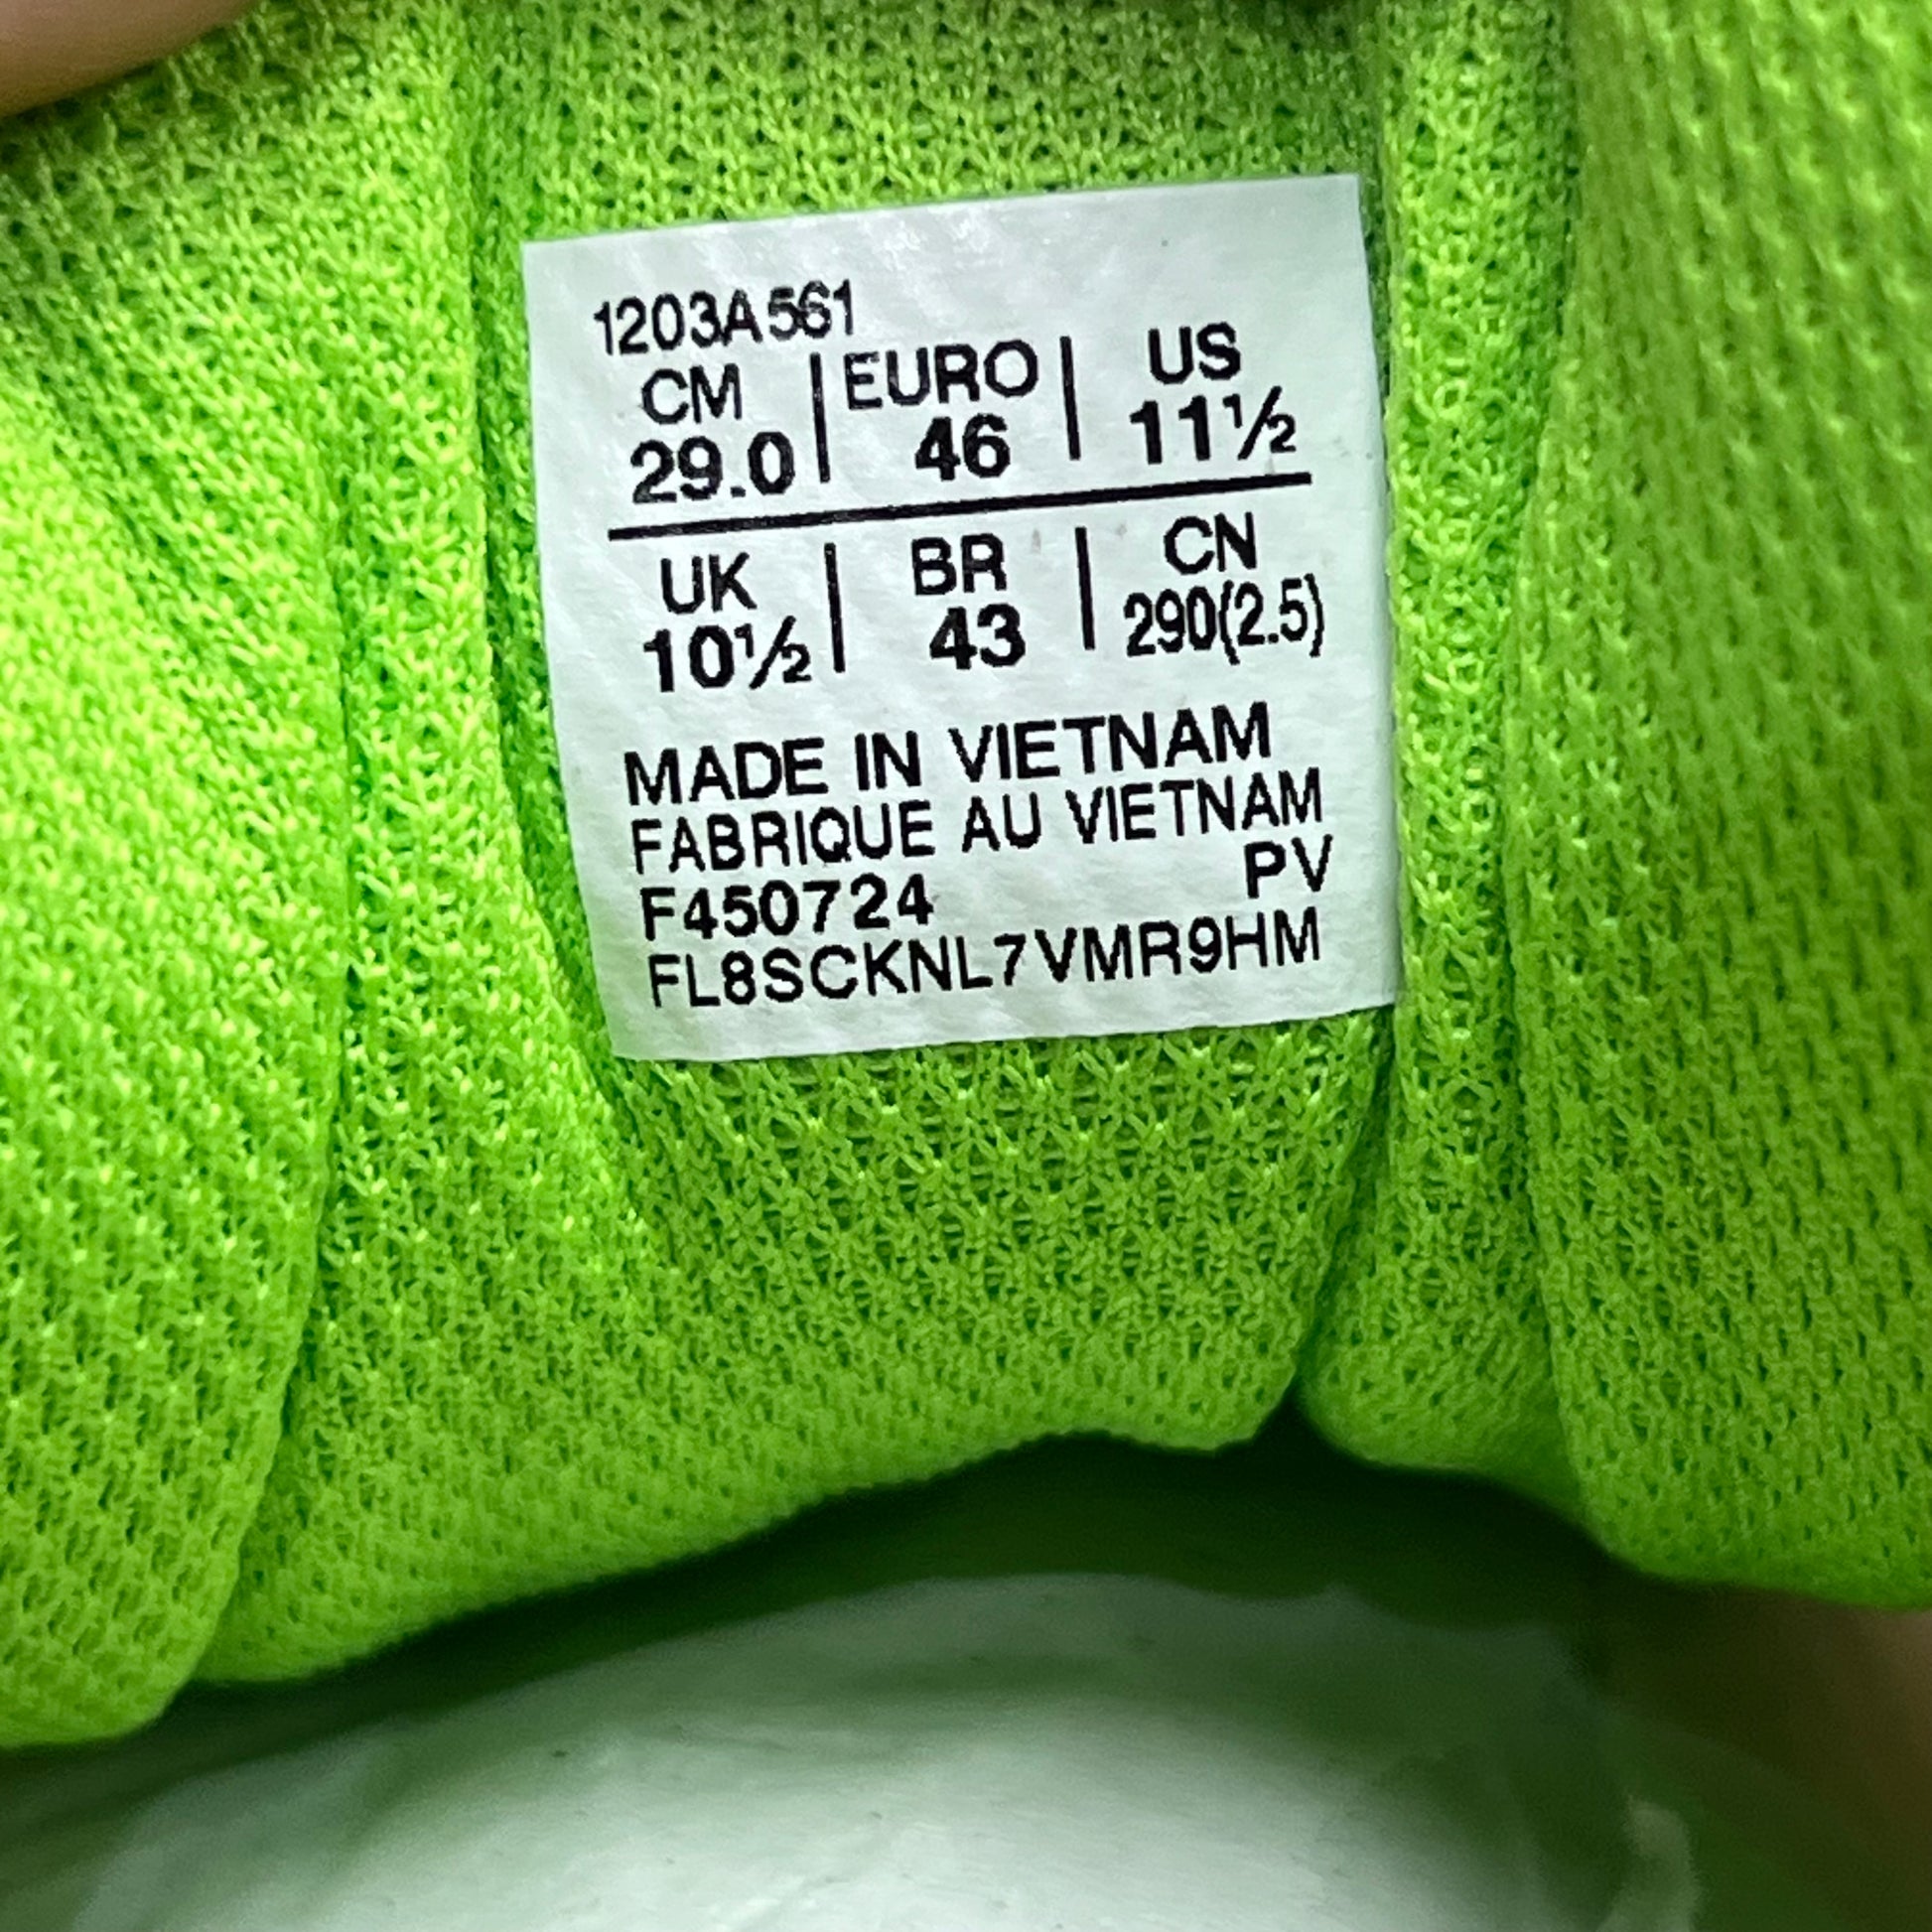 1203A561
CM | EURO | US
29.0 | 46 | 11½
UK | BR | CN
10½ | 43 | 290(2.5)
MADE IN VIETNAM
FABRIQUE AU VIETNAM
PV
F450724
FL8SCKNL7VMR9HM